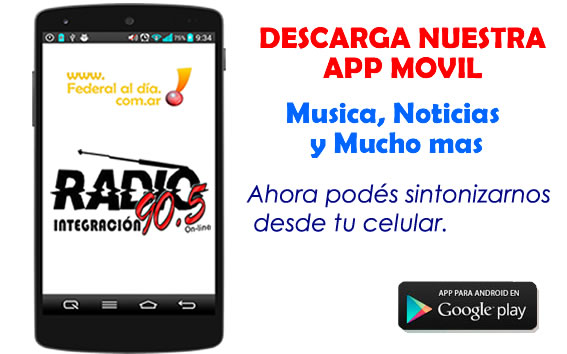 75% 9:34
www.
Federal al día.
com.ar
RADIO
INTEGRACIÓN 90.5
On-line
DESCARGA NUESTRA
APP MOVIL
Musica, Noticias
y Mucho mas
Ahora podés sintonizarnos
desde tu celular.
APP PARA ANDROID EN
Google play